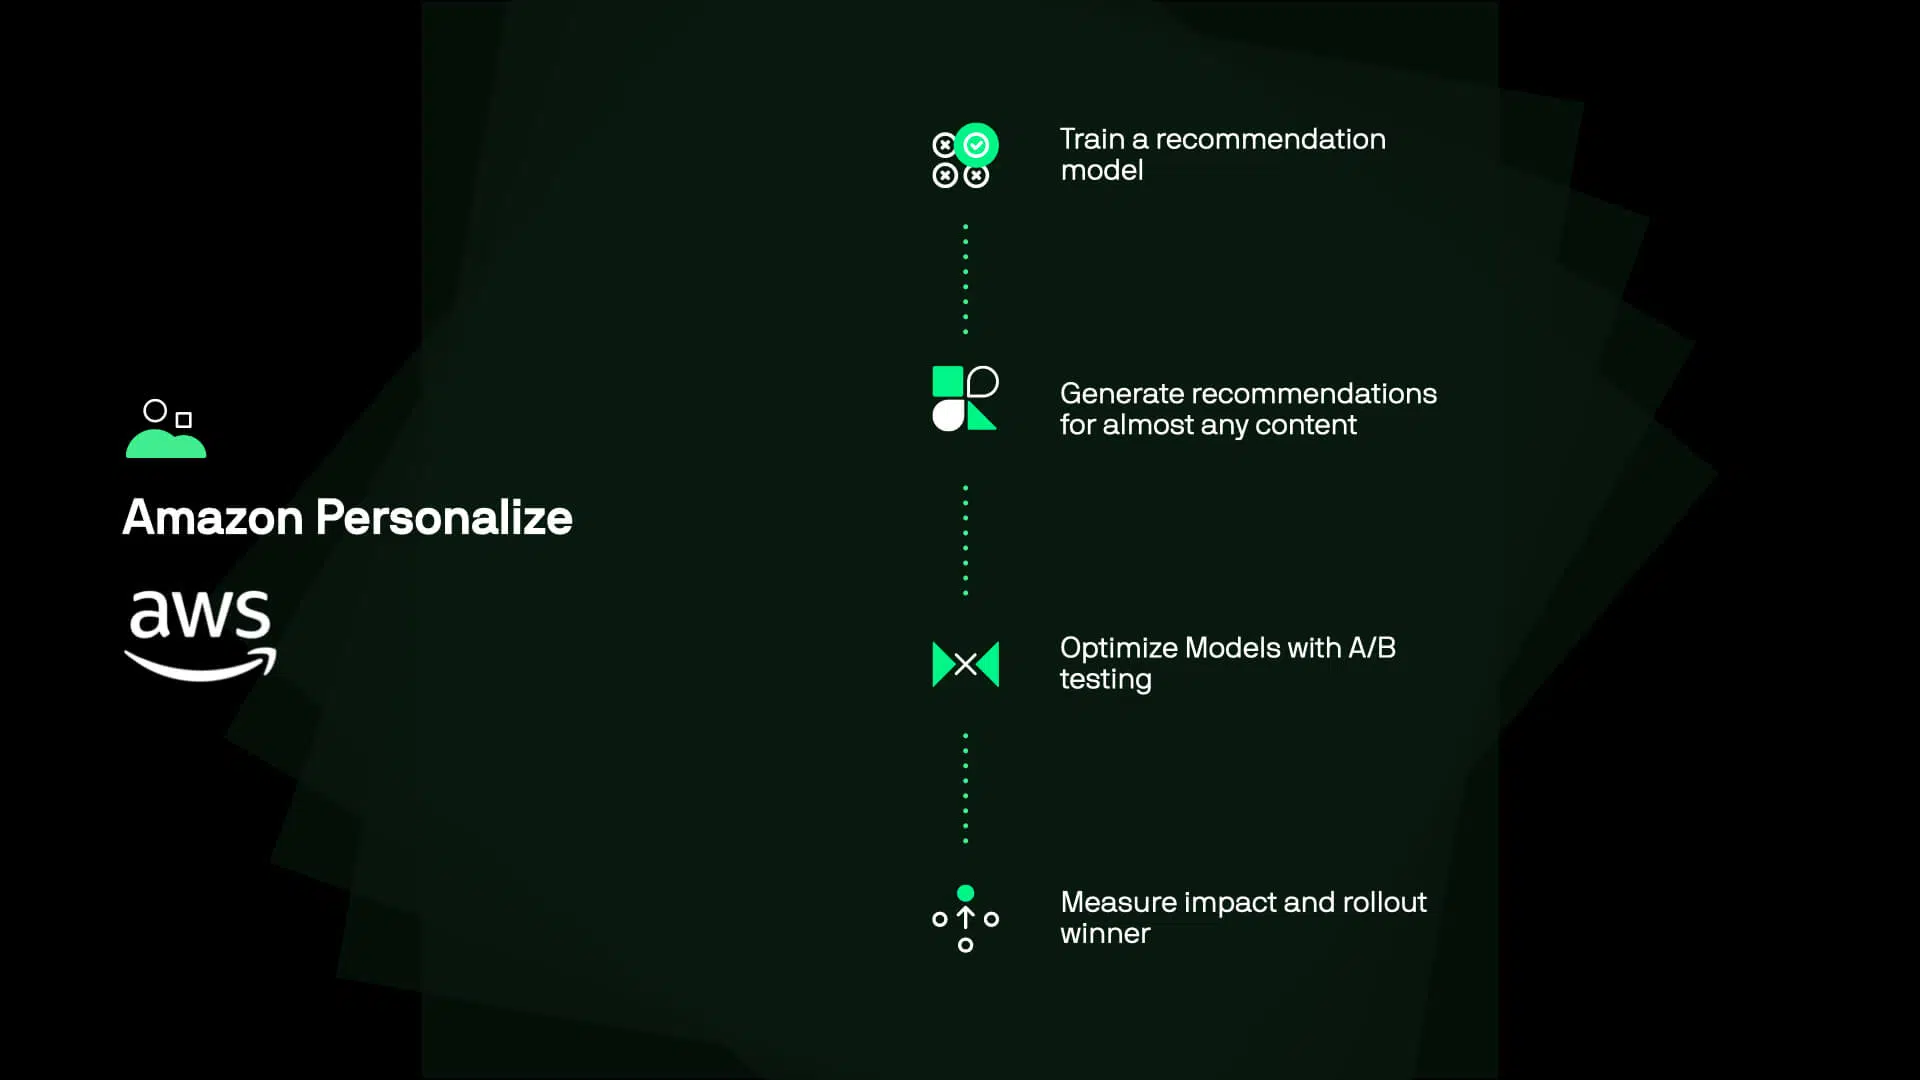 Amazon Personalize
aws
Train a recommendation
model
Generate recommendations
for almost any content
Optimize Models with A/B
testing
Measure impact and rollout
winner